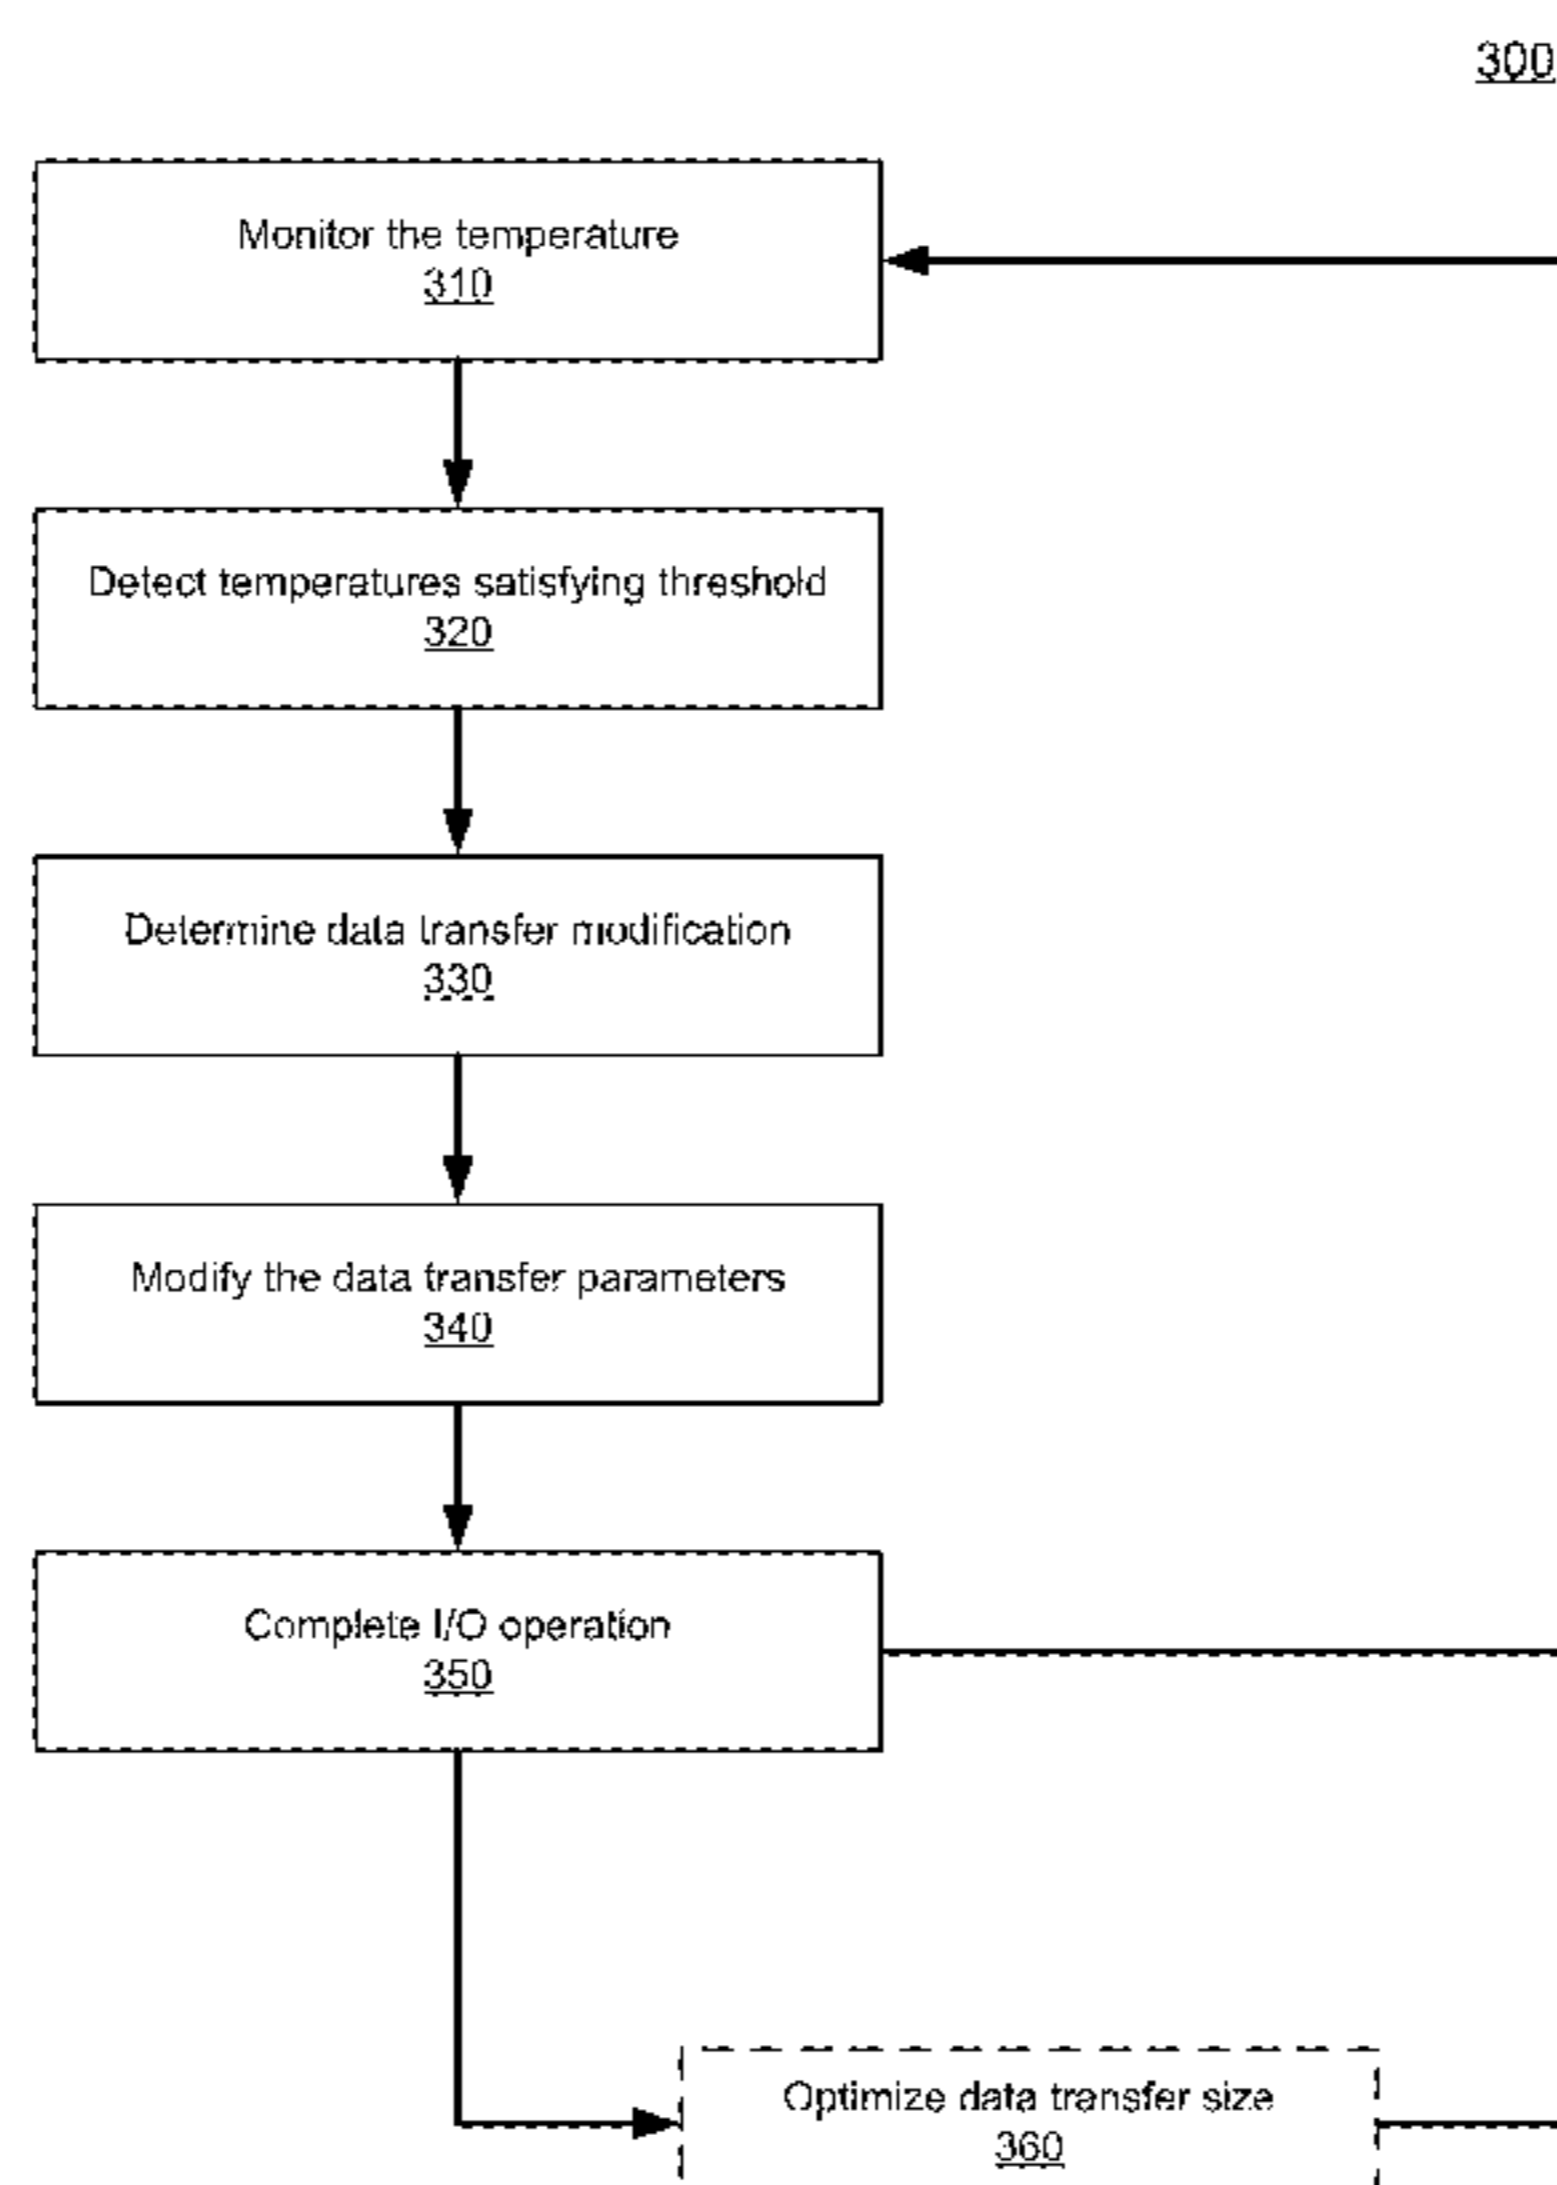 300
Monitor the temperature
310
Detect temperatures satisfying threshold
320
Determine data transfer modification
330
Modify the data transfer parameters
340
Complete I/O operation
350
Optimize data transfer size
360